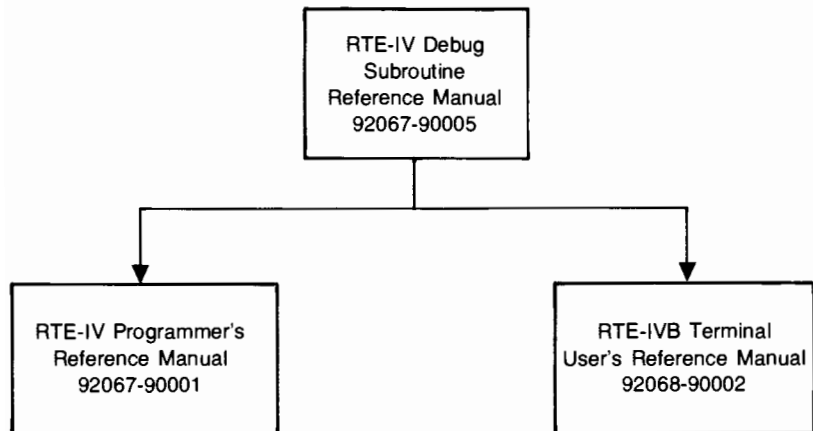 RTE-IV Debug
Subroutine
Reference Manual
92067-90005
RTE-IV Programmer's
Reference Manual
92067-90001
RTE-IVB Terminal
User's Reference Manual
92068-90002